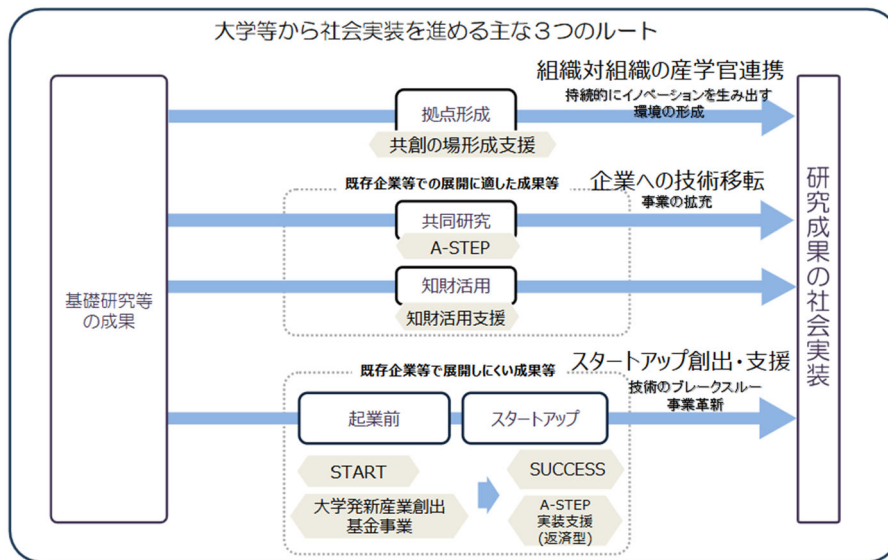 大学等から社会実装を進める主な3つのルート
基礎研究等
の成果
組織対組織の産学官連携
持続的にイノベーションを生み出す
環境の形成
拠点形成
共創の場形成支援
既存企業等での展開に適した成果等
企業への技術移転
事業の拡充
共同研究
A-STEP
知財活用
知財活用支援
既存企業等で展開しにくい成果等
スタートアップ創出・支援
技術のブレークスルー
事業革新
起業前
スタートアップ
START
大学発新産業創出
基金事業
SUCCESS
A-STEP
実装支援
(返済型)
研究成果の社会実装